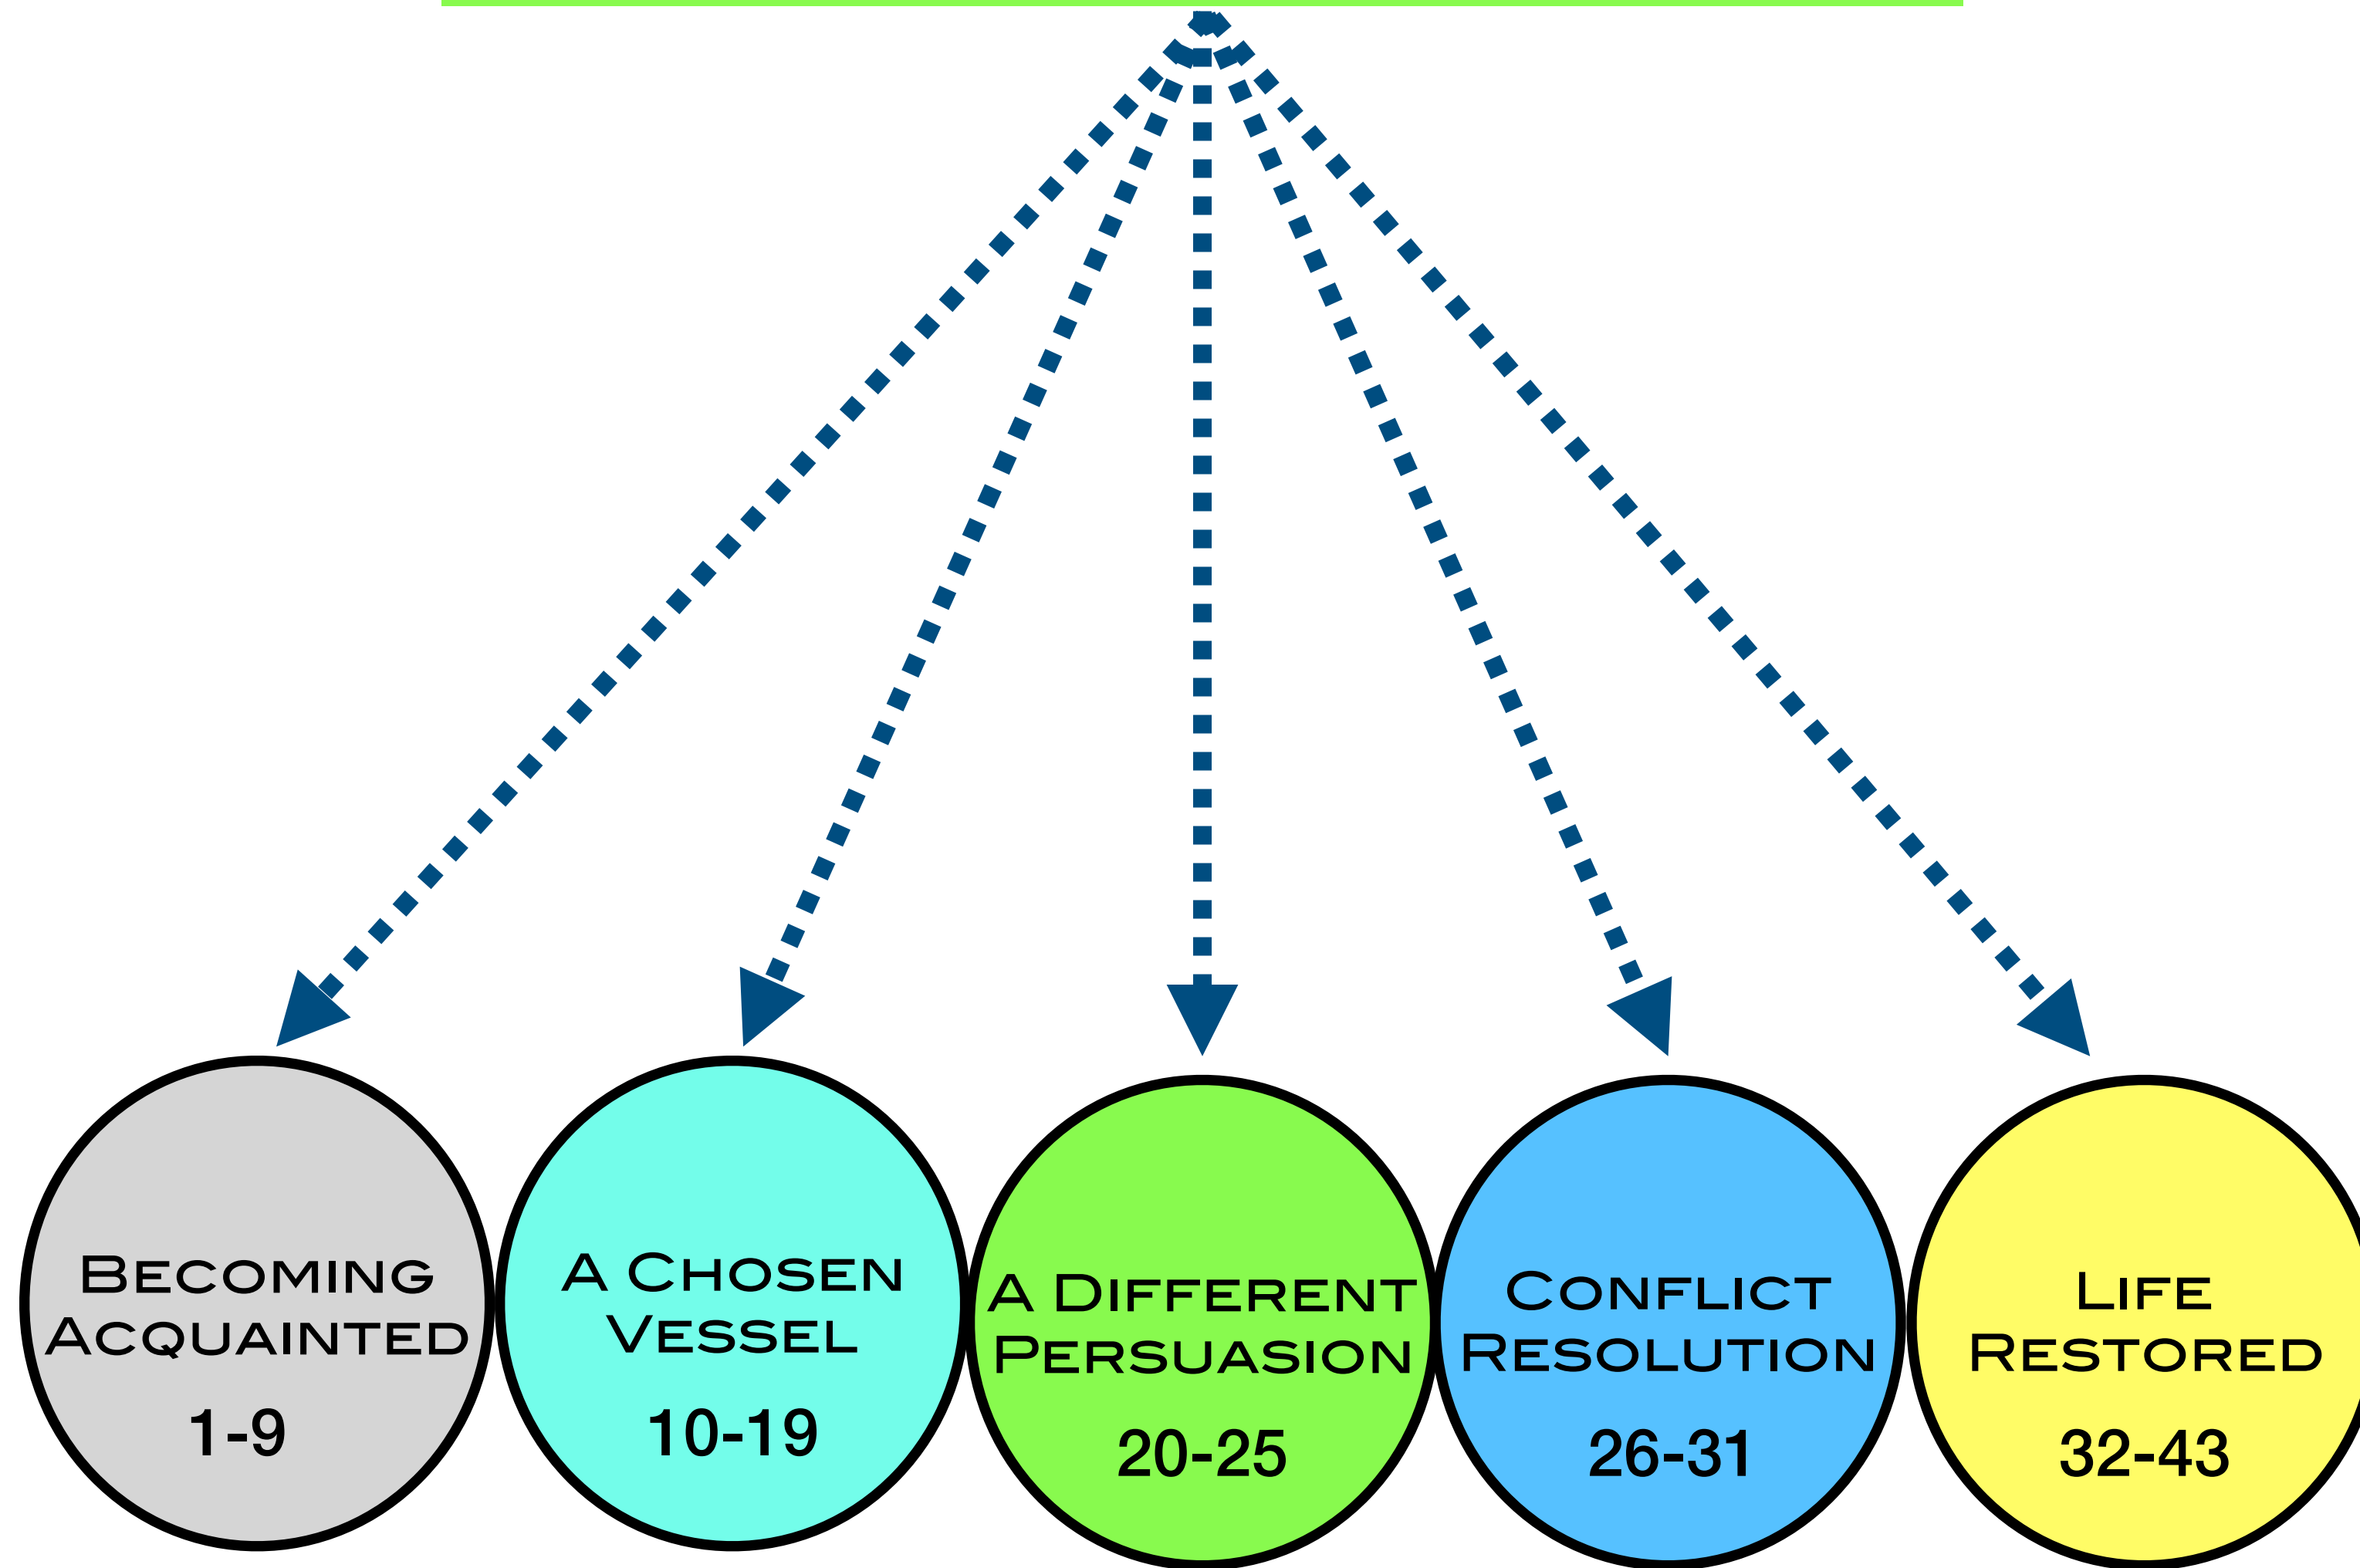 Becoming
Acquainted
1-9
A Chosen
Vessel
10-19
A Different
Persuasion
20-25
Conflict
Resolution
26-31
Life
Restored
32-43